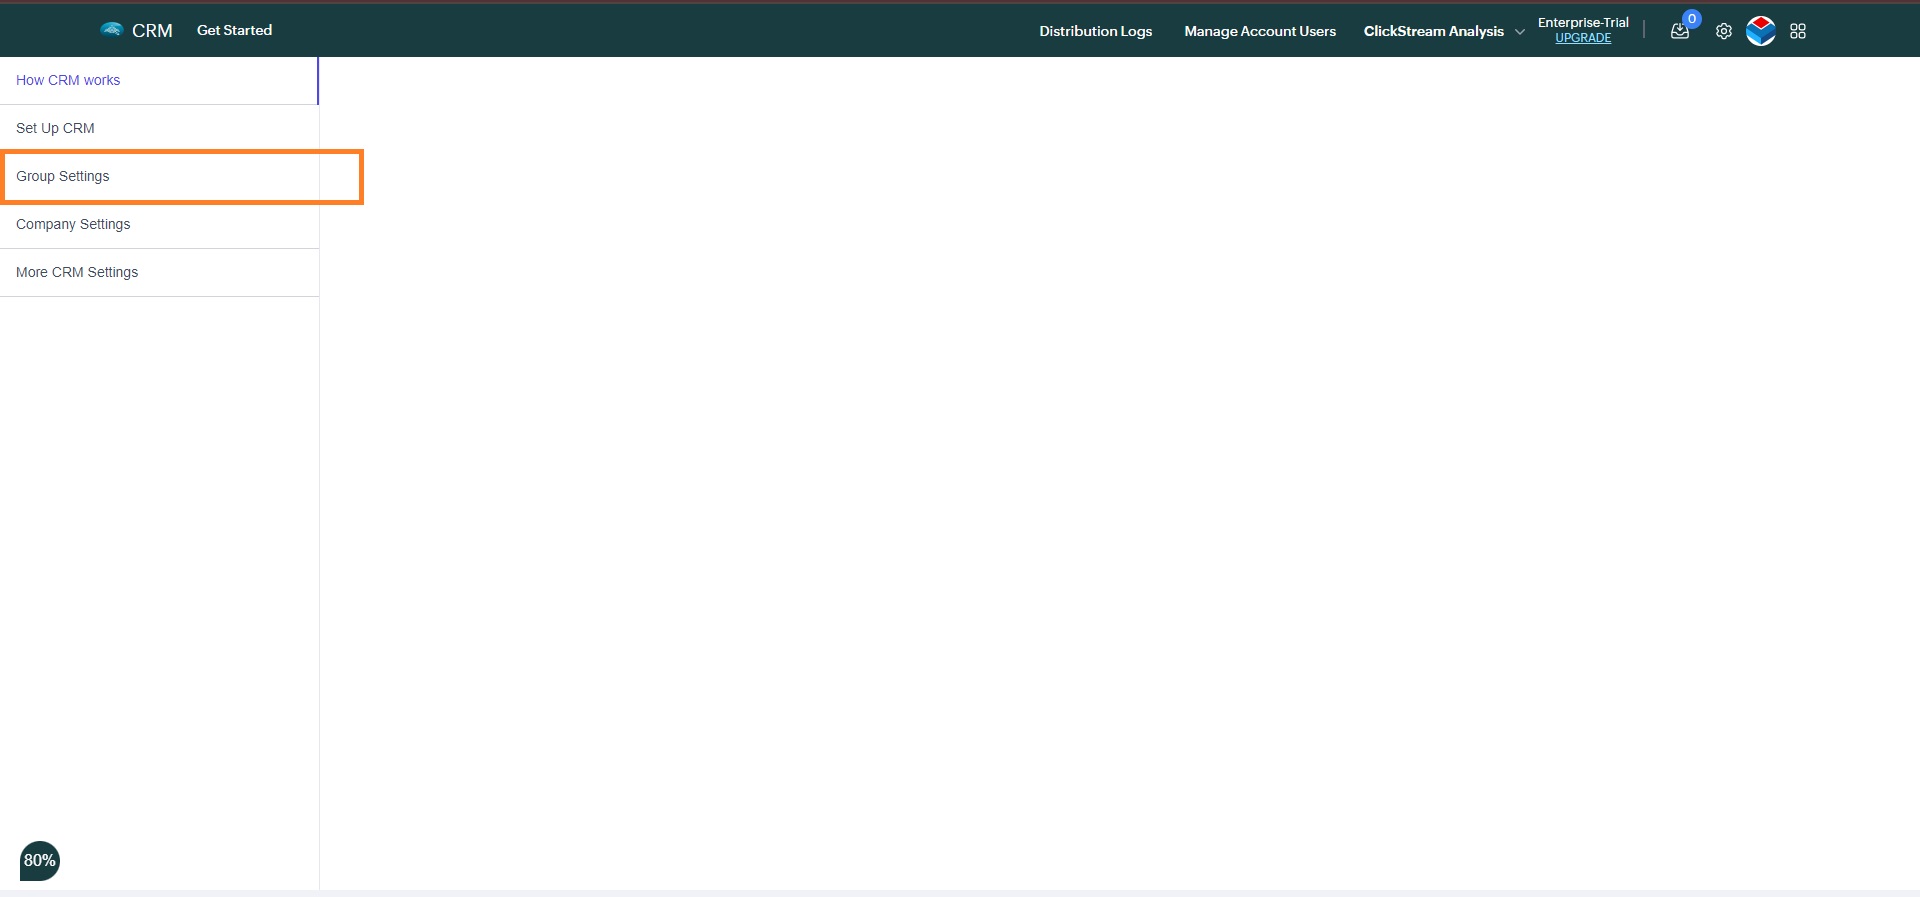 CRM Get Started Distribution Logs Manage Account Users ClickStream Analysis Enterprise-Trial 0
UPGRADE
How CRM works
Set Up CRM
Group Settings
Company Settings
More CRM Settings
80%